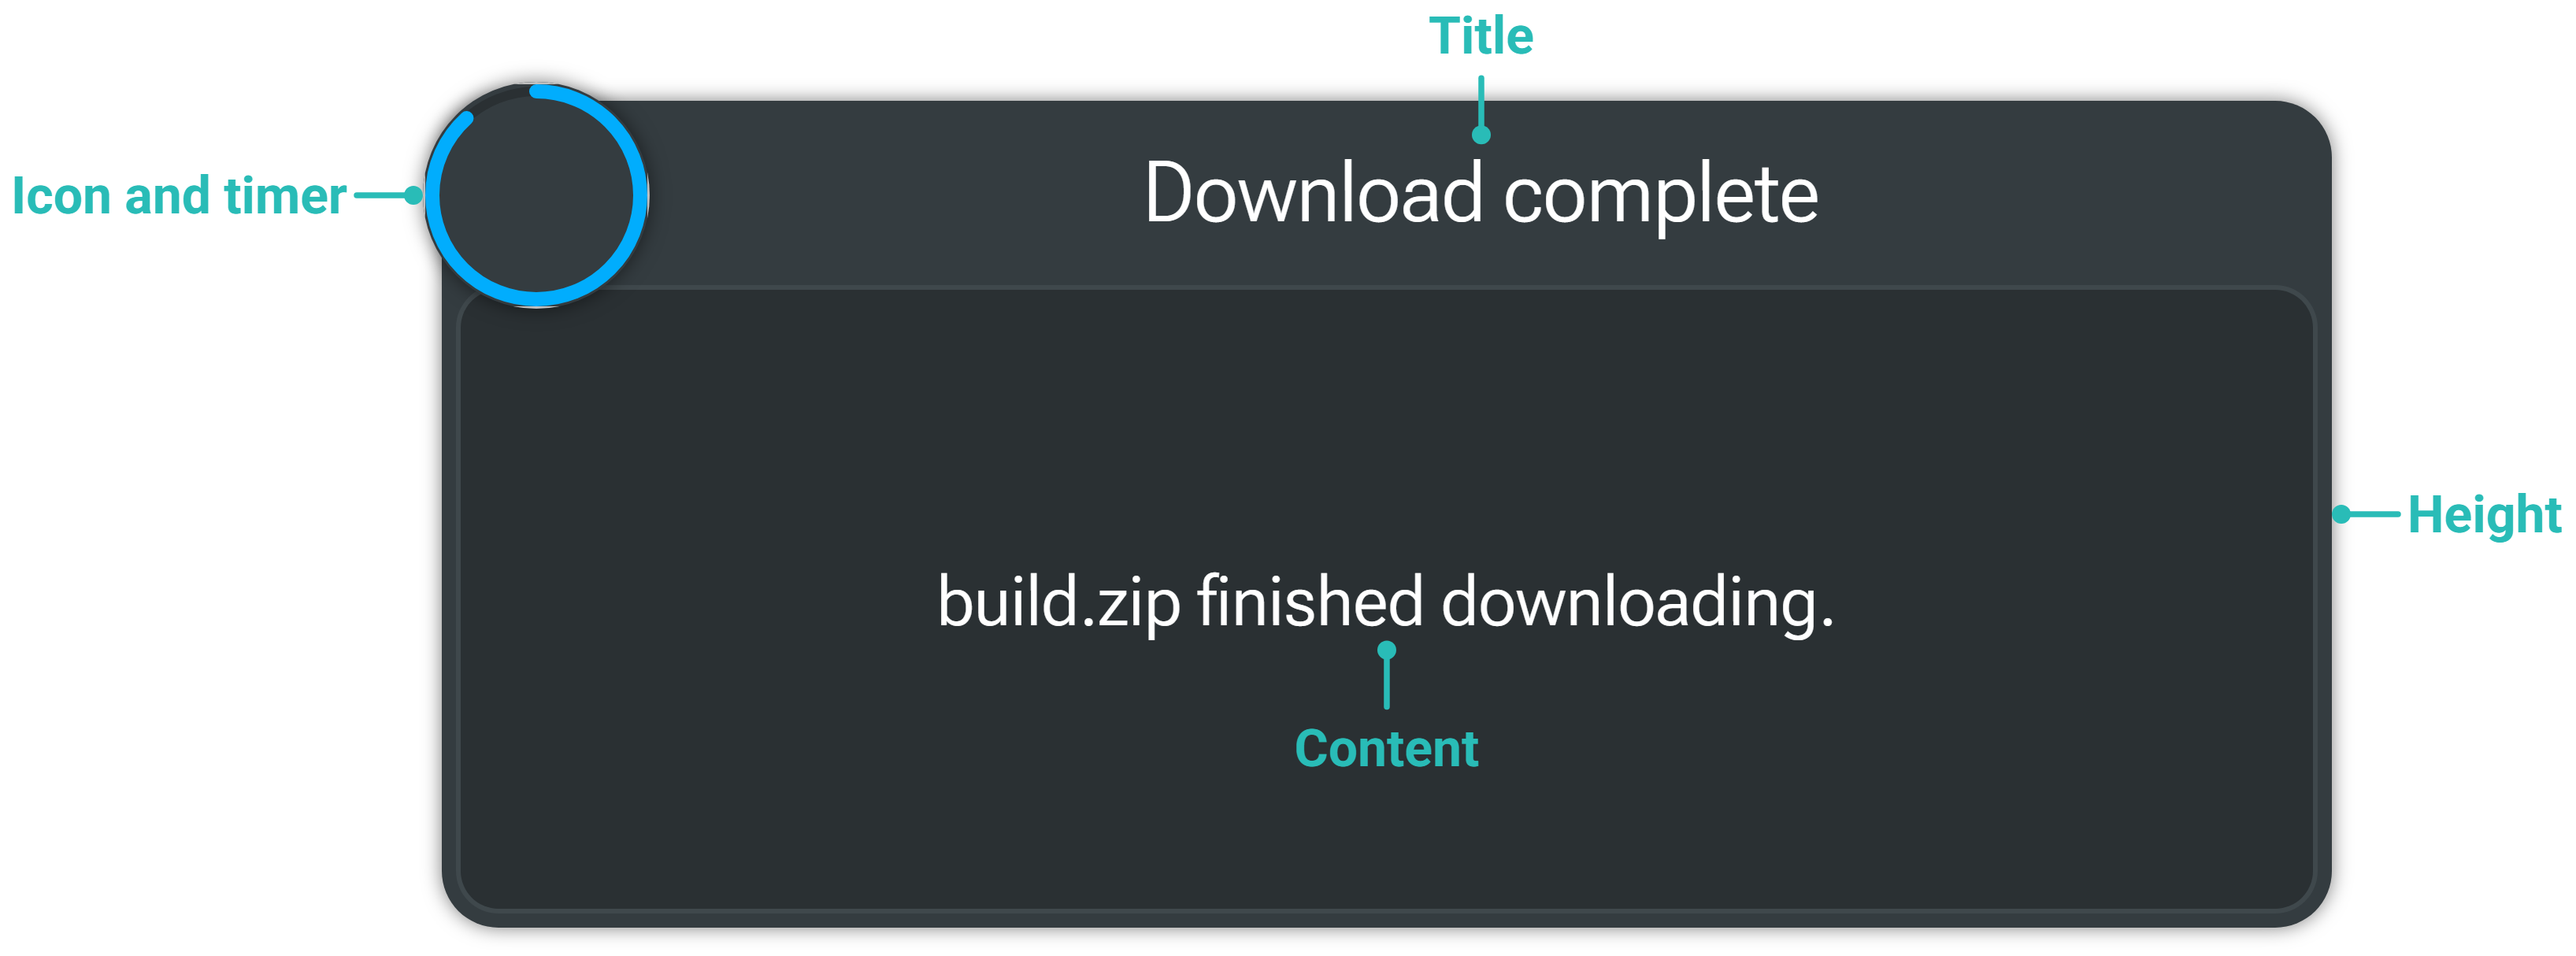 Title
Download complete
Icon and timer
Height
build.zip finished downloading.
Content